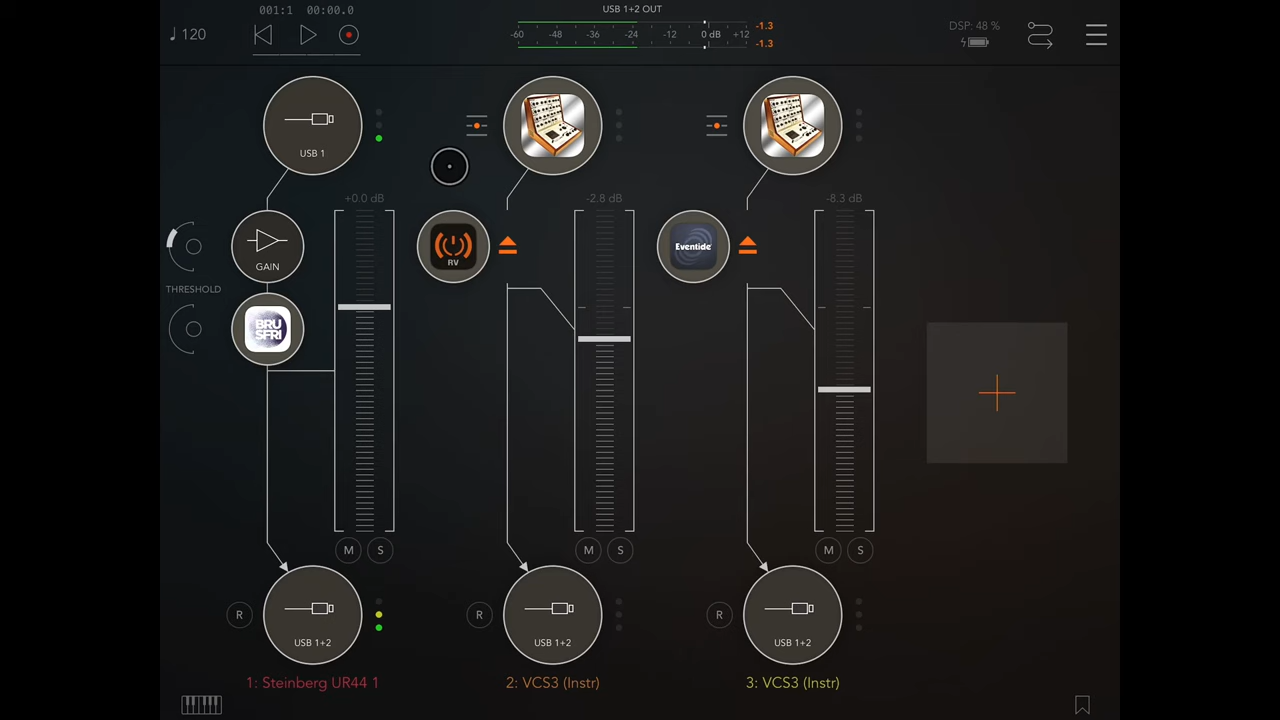 001:1 00:00.0
USB 1+2 OUT
♩ 120
-60 -48 -36 -24 -12 0 dB +12
-1.3
-1.3
DSP: 48 %
USB 1
+0.0 dB
-2.8 dB
-8.3 dB
GAIN
RV
Eventide
THRESHOLD
BRU
SFRI
M S
M S
M S
R
USB 1+2
R
USB 1+2
R
USB 1+2
1: Steinberg UR44 1
2: VCS3 (Instr)
3: VCS3 (Instr)